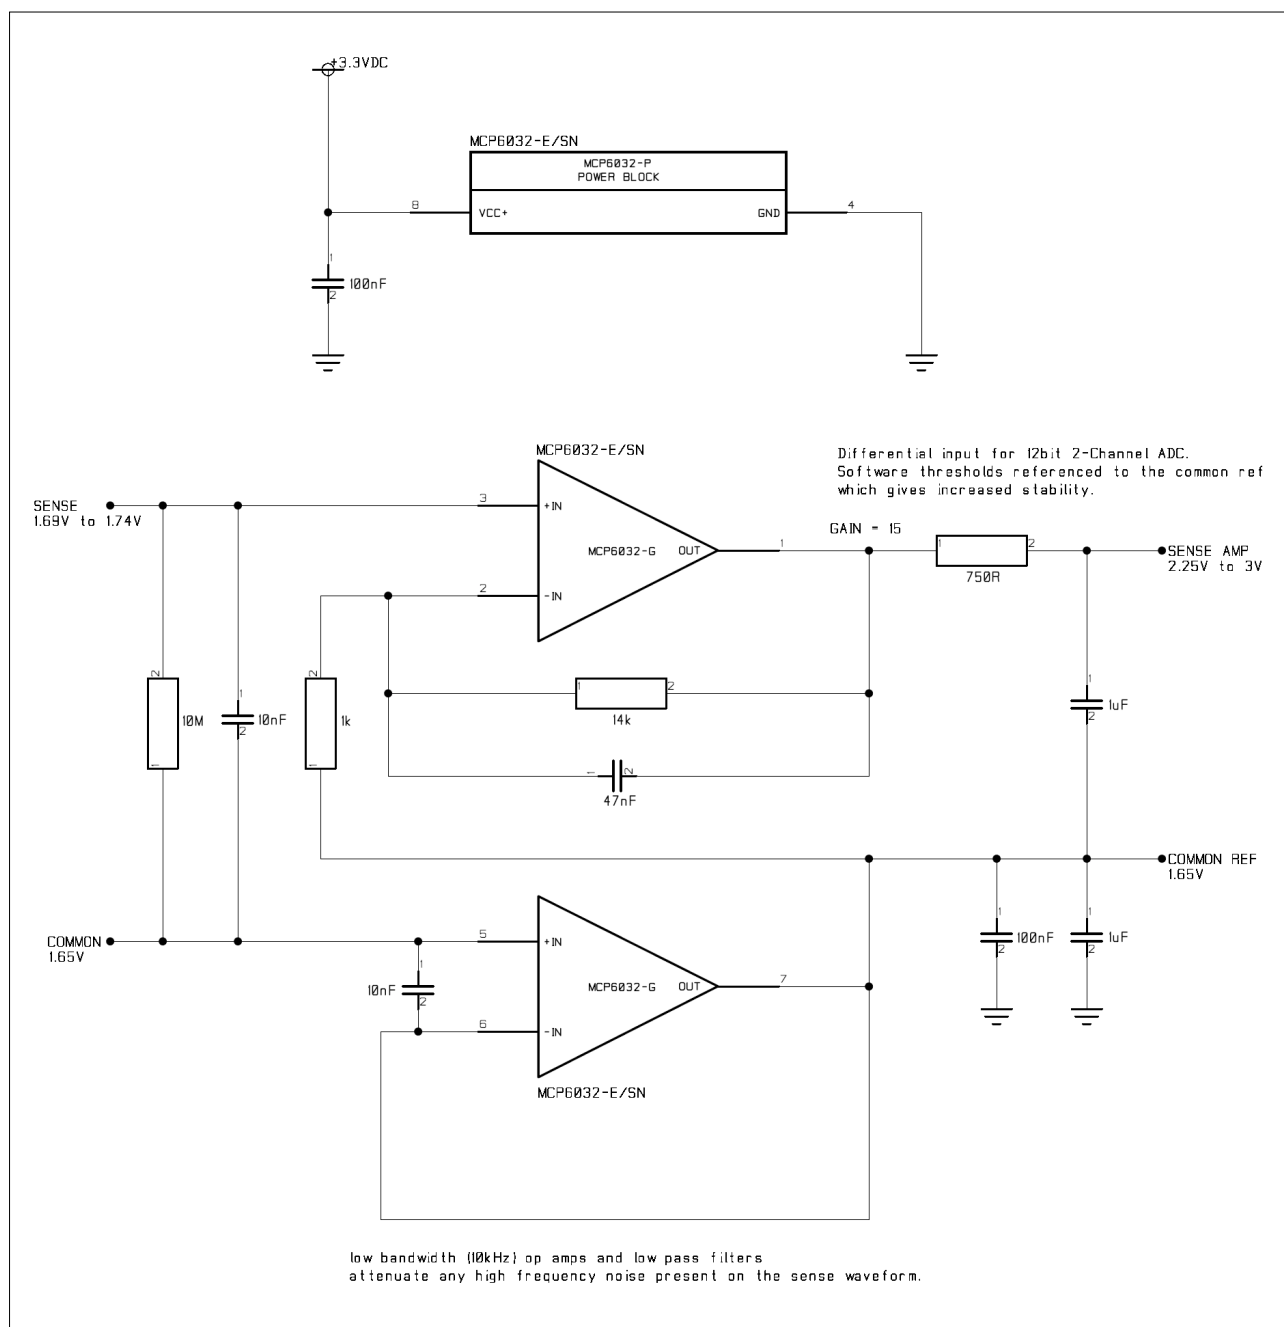 +3.3VDC
MCP6032-E/SN
MCP6032-P
POWER BLOCK
8
VCC+
GND
4
1
100nF
2
MCP6032-E/SN
Differential input for 12bit 2-Channel ADC.
Software thresholds referenced to the common ref
which gives increased stability.
SENSE
1.69V to 1.74V
3
+IN
GAIN = 15
MCP6032-G
OUT
1
1
2
750R
SENSE AMP
2.25V to 3V
2
-IN
2
1
10M
1
10nF
2
2
1k
1
1
2
14k
1
2
47nF
1
1uF
2
COMMON REF
1.65V
COMMON
1.65V
5
+IN
1
10nF
2
MCP6032-G
OUT
7
6
-IN
MCP6032-E/SN
1
100nF
2
1
1uF
2
low bandwidth (10kHz) op amps and low pass filters
attenuate any high frequency noise present on the sense waveform.